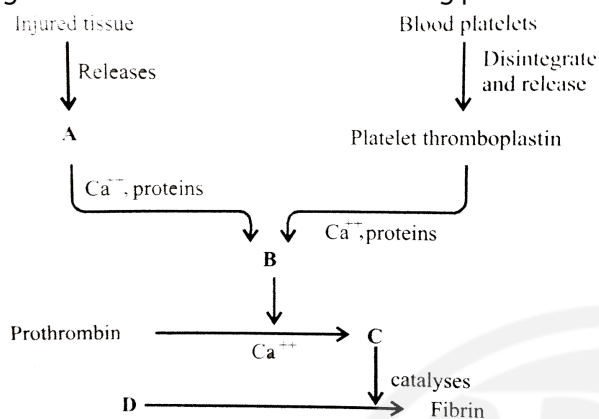 Injured tissue
Blood platelets
Releases
Disintegrate
and release
A
Platelet thromboplastin
Ca++, proteins
Ca++, proteins
B
Prothrombin
Ca++
C
catalyses
D
Fibrin